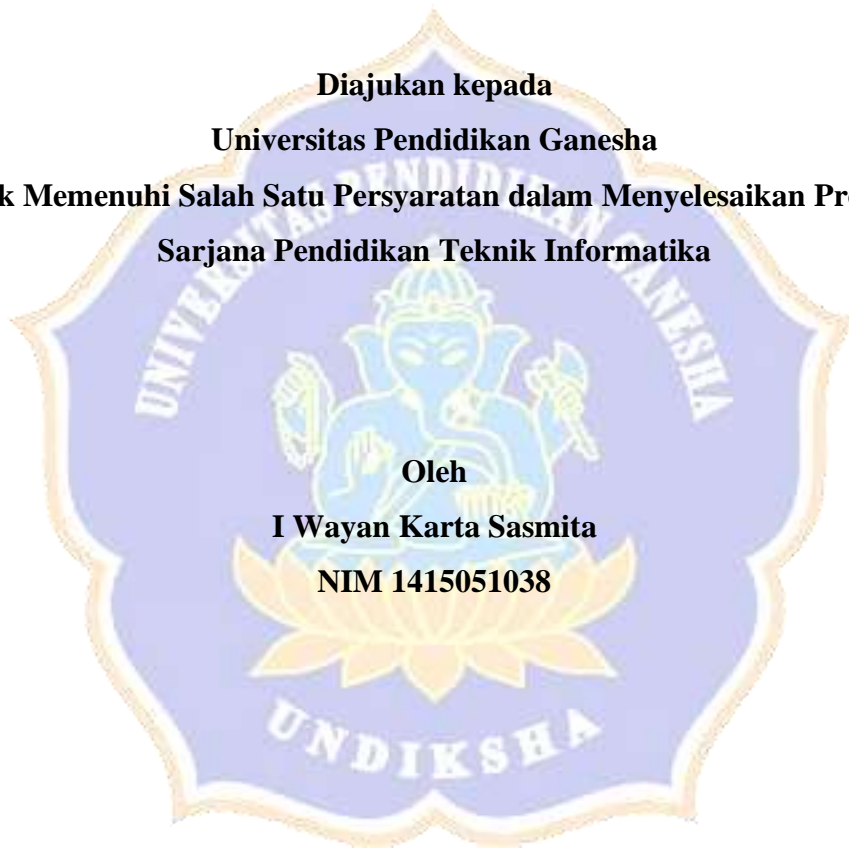 Diajukan kepada
Universitas Pendidikan Ganesha
k Memenuhi Salah Satu Persyaratan dalam Menyelesaikan Pr
Sarjana Pendidikan Teknik Informatika
UNIVERSITAS PENDIDIKAN GANESHA
Oleh
I Wayan Karta Sasmita
NIM 1415051038
UNDIKSHA